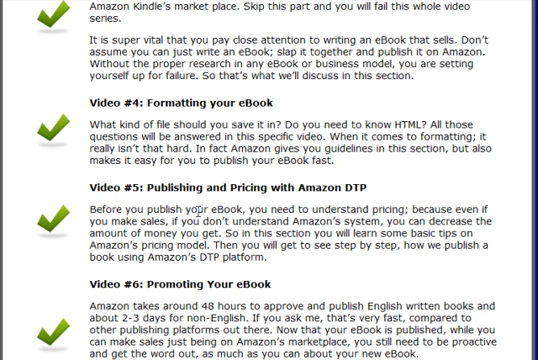 Amazon Kindle's market place. Skip this part and you will fail this whole video
series.
It is super vital that you pay close attention to writing an eBook that sells. Don't
assume you can just write an eBook; slap it together and publish it on Amazon.
Without the proper research in any eBook or business model, you are setting
yourself up for failure. So that's what we'll discuss in this section.
Video #4: Formatting your eBook
What kind of file should you save it in? Do you need to know HTML? All those
questions will be answered in this specific video. When it comes to formatting; it
really isn't that hard. In fact Amazon gives you guidelines in this section, but also
makes it easy for you to publish your eBook fast.
Video #5: Publishing and Pricing with Amazon DTP
Before you publish your eBook, you need to understand pricing; because even if
you make sales, if you don't understand Amazon's system, you can decrease the
amount of money you get. So in this section you will learn some basic tips on
Amazon's pricing model. Then you will get to see step by step, how we publish a
book using Amazon's DTP platform.
Video #6: Promoting Your eBook
Amazon takes around 48 hours to approve and publish English written books and
about 2-3 days for non-English. If you ask me, that's very fast, compared to
other publishing platforms out there. Now that your eBook is published, while you
can make sales just being on Amazon's marketplace, you still need to be proactive
and get the word out, as much as you can about your new eBook.